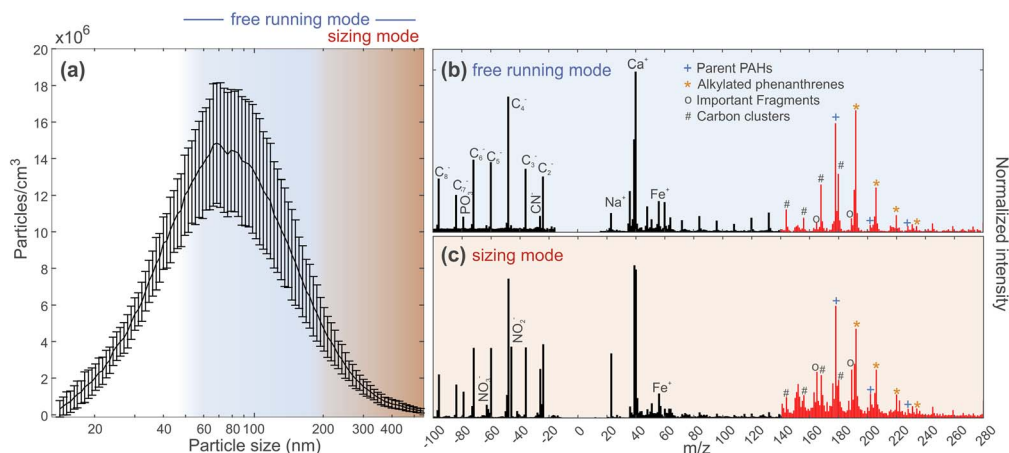 free running mode
sizing mode
×10⁶
(a)
20
18
16
14
12
10
8
6
4
2
0
Particles/cm³
20
40
60
80
100
200
400
Particle size (nm)
(b) free running mode
C₈⁻
C₇⁻
PO₃⁻
C₆⁻
C₅⁻
C₄⁻
C₃⁻
CN⁻
C₂⁻
Na⁺
Ca⁺
Fe⁺
+ Parent PAHs
* Alkylated phenanthrenes
o Important Fragments
# Carbon clusters
# # o # + # o * + * * + *
(c) sizing mode
NO₃⁻
NO₂⁻
Fe⁺
# # o # + # o * + * * + *
-100 -80 -60 -40 -20 0 20 40 60 80 100 120 140 160 180 200 220 240 260 280
m/z
Normalized intensity